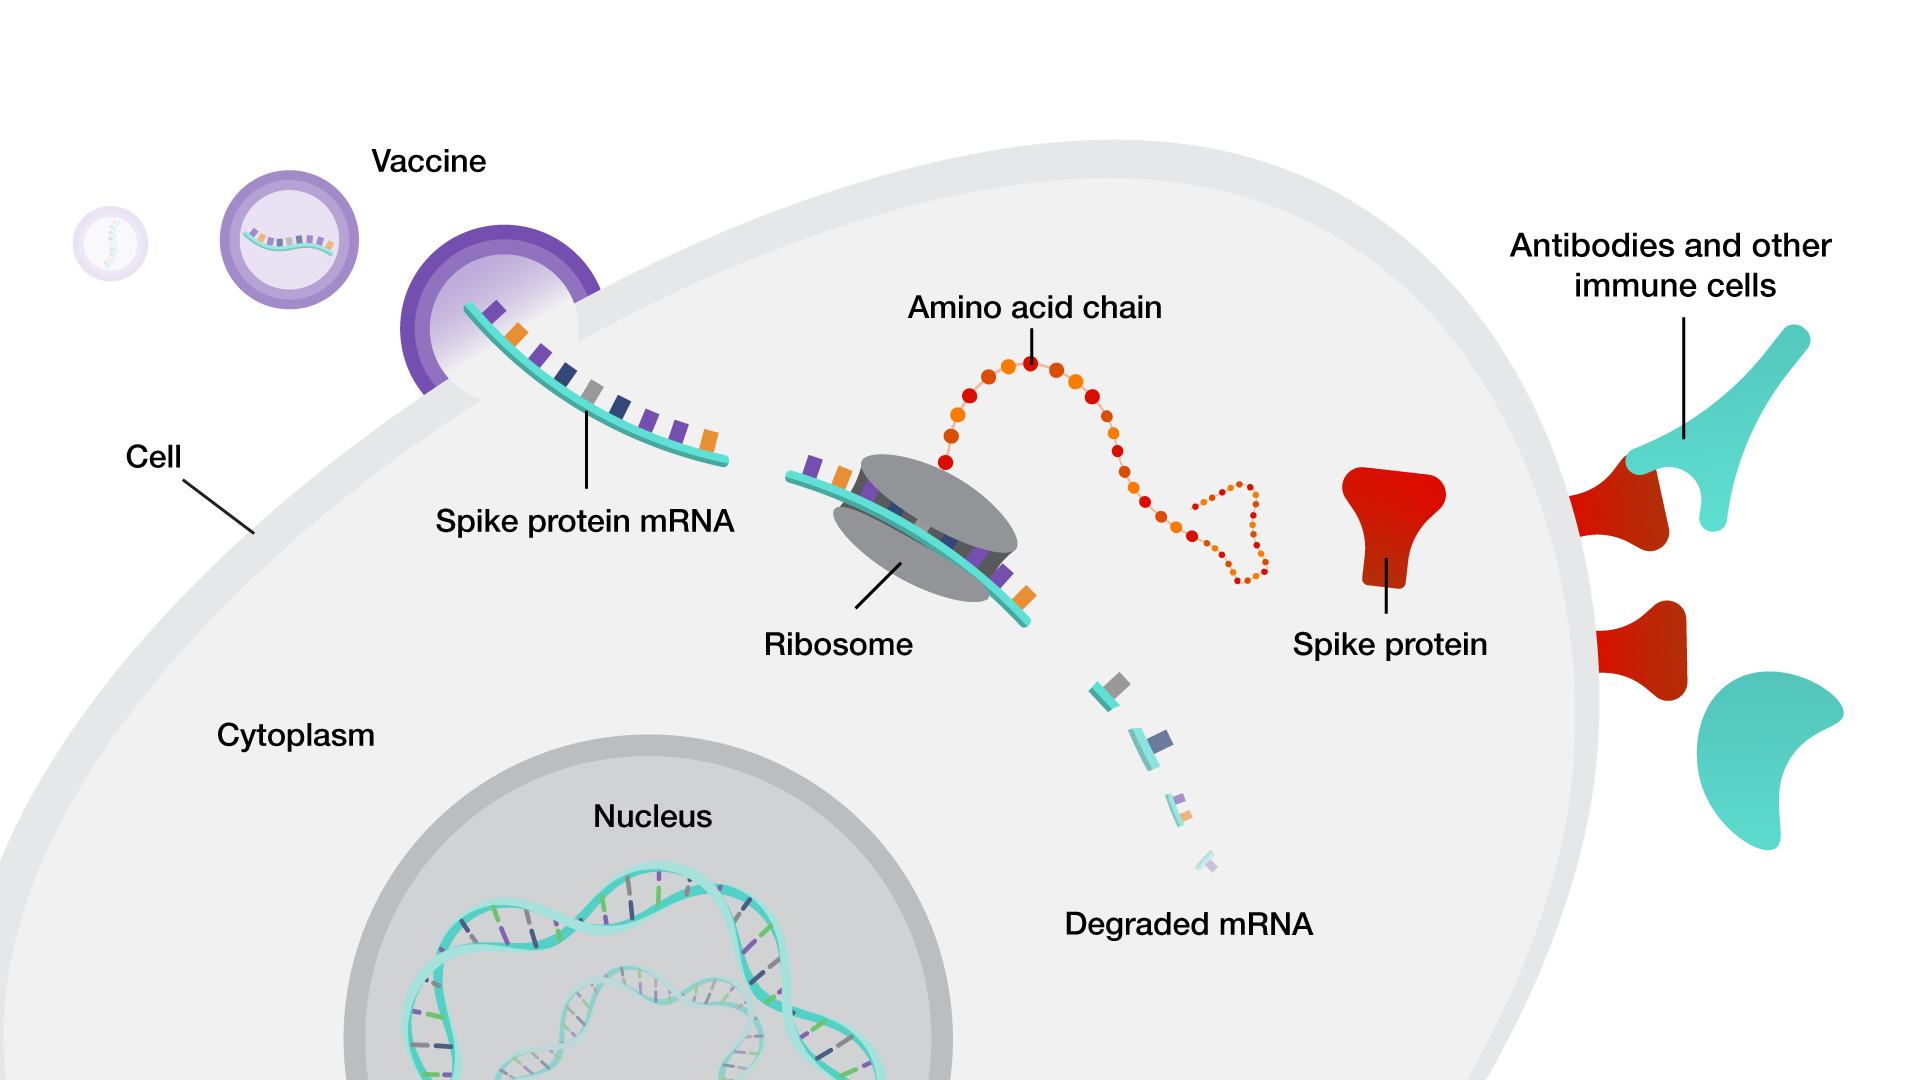 Vaccine
Antibodies and other
immune cells
Amino acid chain
Cell
Spike protein mRNA
Ribosome
Spike protein
Cytoplasm
Nucleus
Degraded mRNA